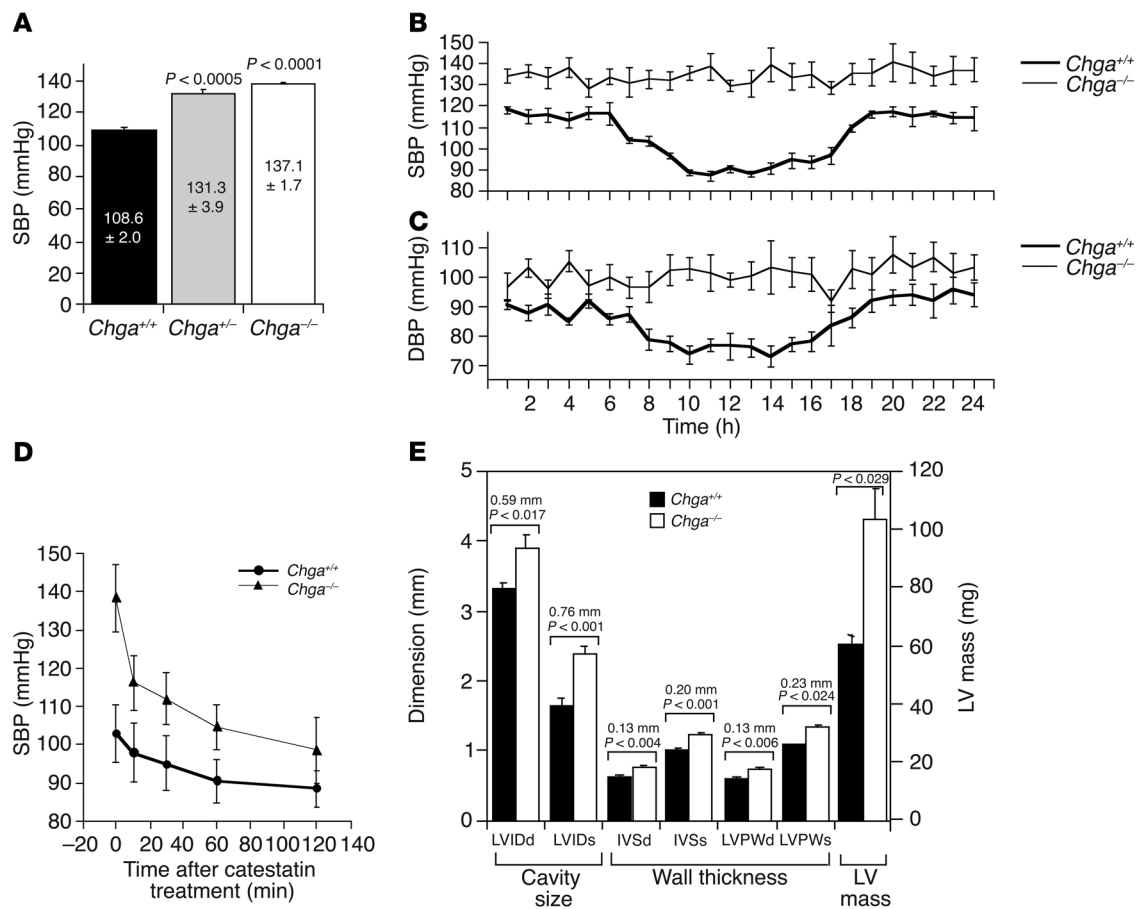 A
SBP (mmHg)
160
140
120
100
80
60
40
20
0
P < 0.0005
P < 0.0001
108.6
± 2.0
131.3
± 3.9
137.1
± 1.7
Chga+/+
Chga+/−
Chga−/−
B
SBP (mmHg)
150
140
130
120
110
100
90
80
Chga+/+
Chga−/−
C
DBP (mmHg)
110
100
90
80
70
Chga+/+
Chga−/−
2 4 6 8 10 12 14 16 18 20 22 24
Time (h)
D
SBP (mmHg)
150
140
130
120
110
100
90
80
Chga+/+
Chga−/−
−20 0 20 40 60 80 100 120 140
Time after catestatin
treatment (min)
E
Dimension (mm)
5
4
3
2
1
0
Chga+/+
Chga−/−
0.59 mm
P < 0.017
0.76 mm
P < 0.001
0.13 mm
P < 0.004
0.20 mm
P < 0.001
0.13 mm
P < 0.006
0.23 mm
P < 0.024
P < 0.029
120
100
80
60
40
20
0
LV mass (mg)
LVIDd LVIDs IVSd IVSs LVPWd LVPWs
Cavity
size
Wall thickness
LV
mass